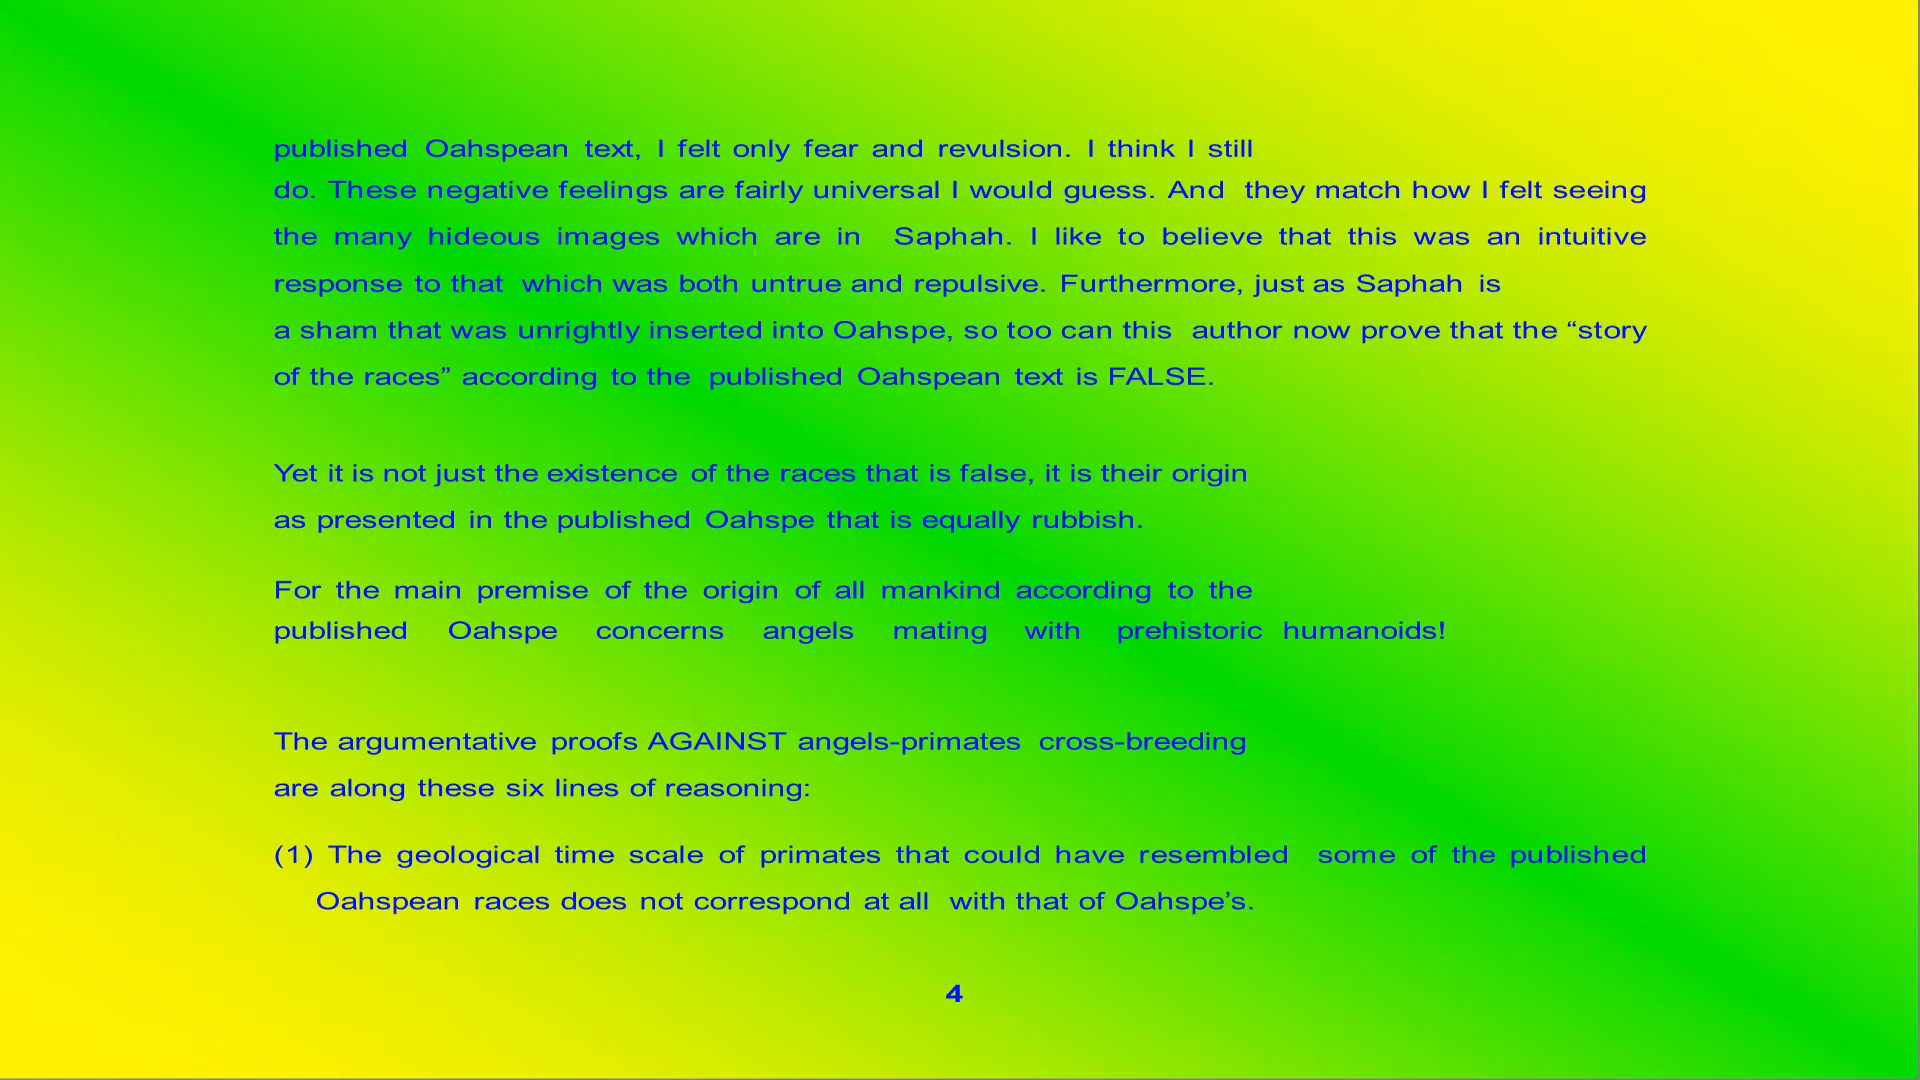 published Oahspean text, I felt only fear and revulsion. I think I still
do. These negative feelings are fairly universal I would guess. And they match how I felt seeing
the many hideous images which are in Saphah. I like to believe that this was an intuitive
response to that which was both untrue and repulsive. Furthermore, just as Saphah is
a sham that was unrightly inserted into Oahspe, so too can this author now prove that the “story
of the races” according to the published Oahspean text is FALSE.
Yet it is not just the existence of the races that is false, it is their origin
as presented in the published Oahspe that is equally rubbish.
For the main premise of the origin of all mankind according to the
published Oahspe concerns angels mating with prehistoric humanoids!
The argumentative proofs AGAINST angels-primates cross-breeding
are along these six lines of reasoning:
(1) The geological time scale of primates that could have resembled some of the published
Oahspean races does not correspond at all with that of Oahspe’s.
4